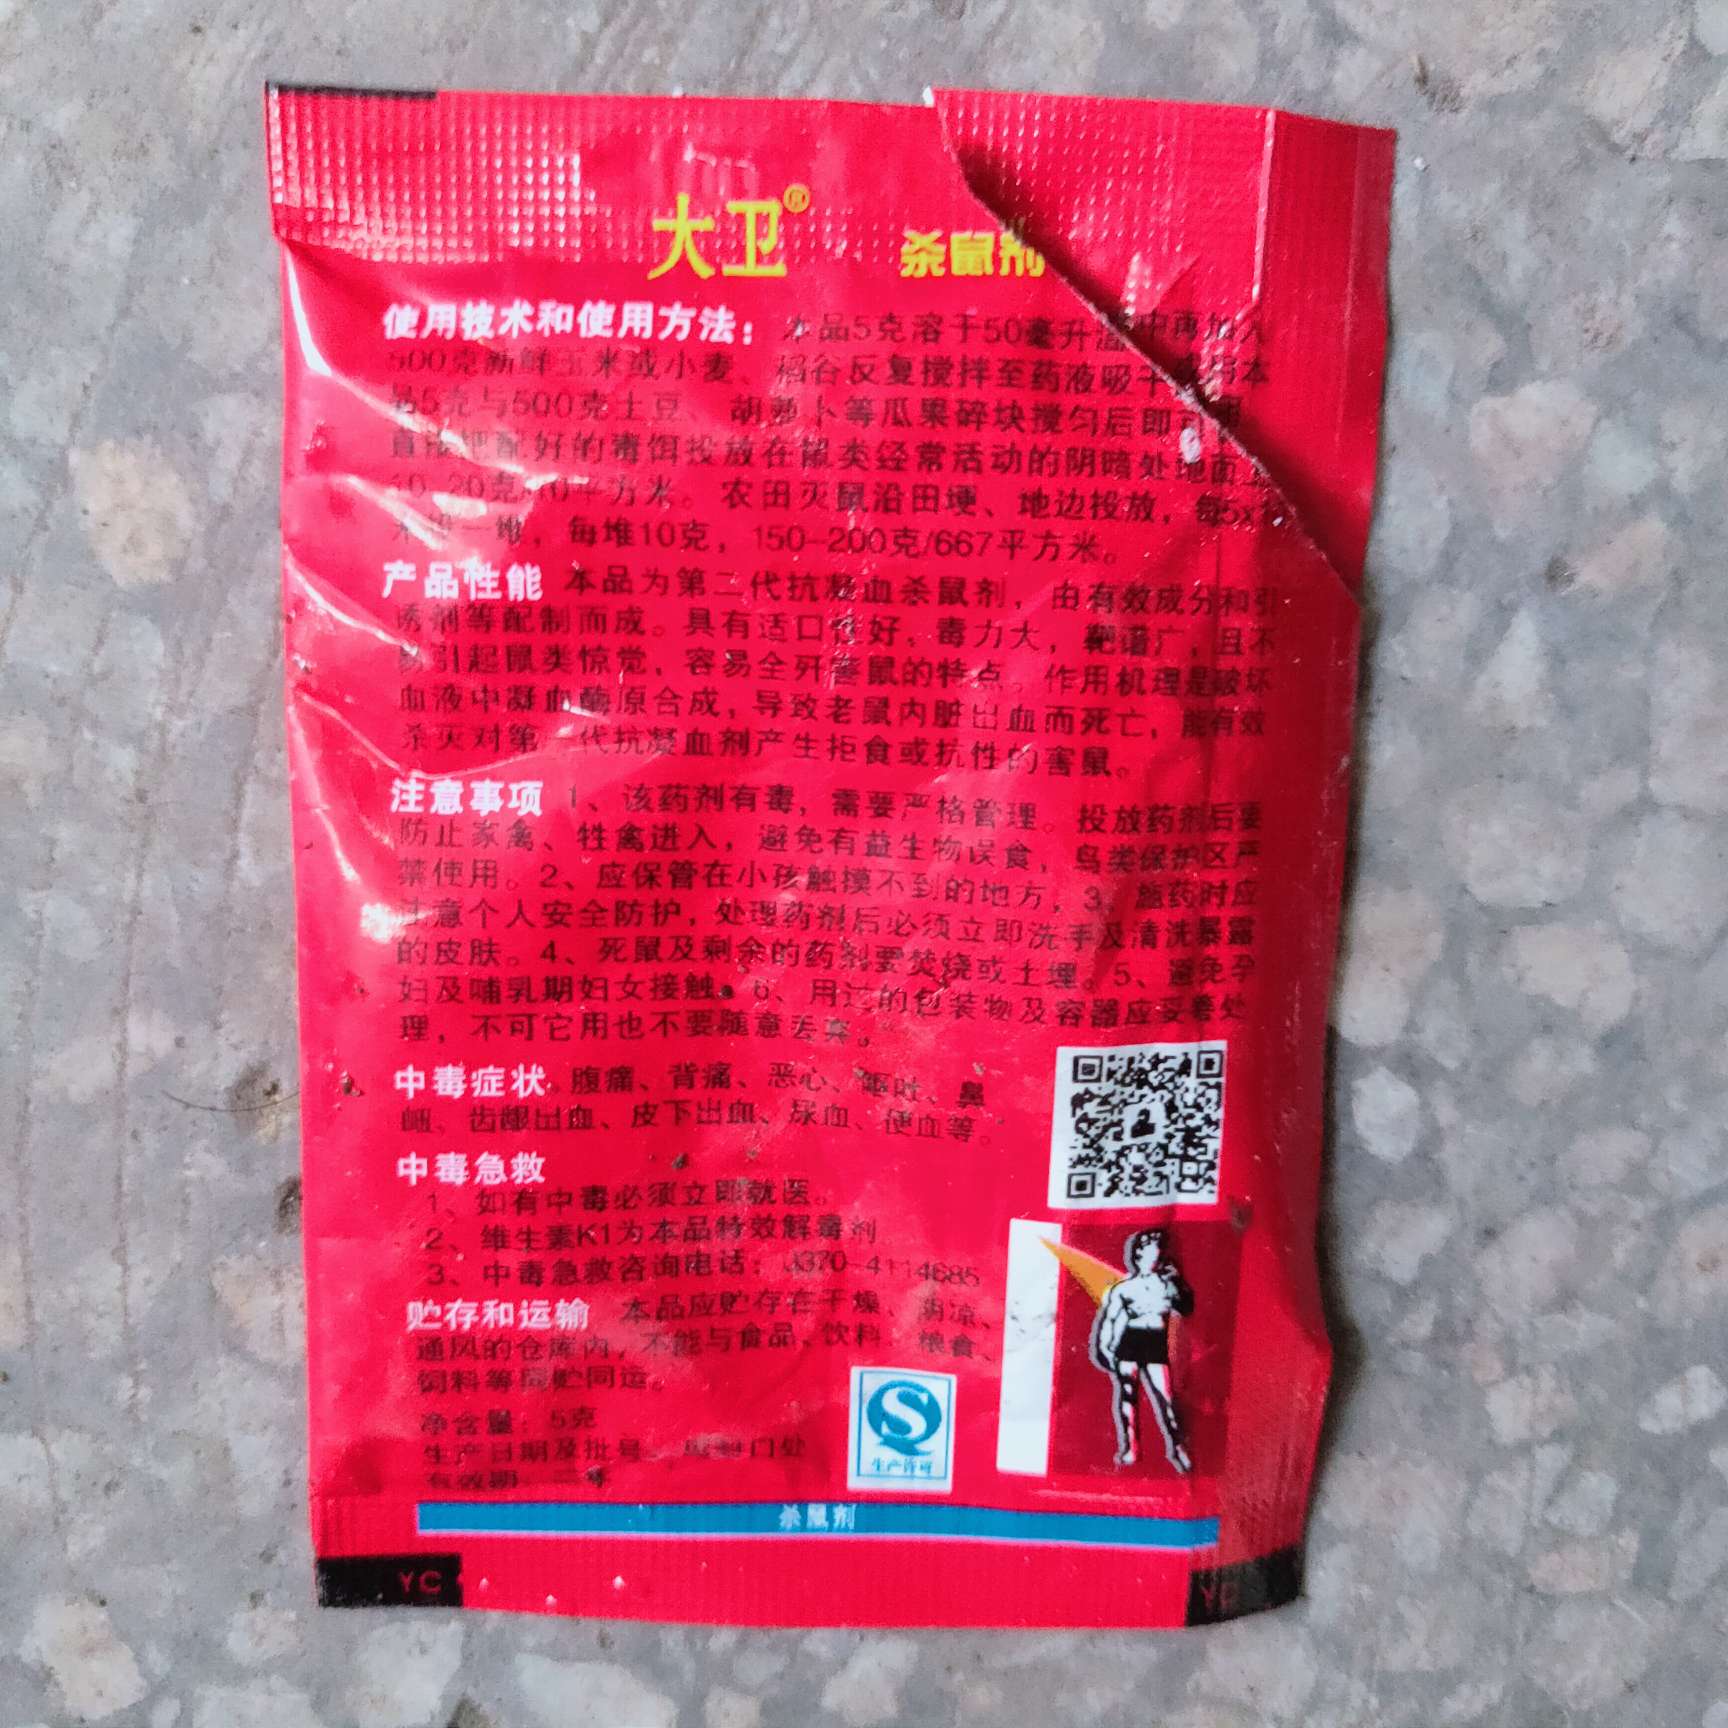 大卫® 杀鼠剂
使用技术和使用方法： 本品5克溶于50毫升温 中再加入
500克新鲜玉米或小麦、稻谷反复搅拌至药液吸干 用本
品5克与500克土豆、胡萝卜等瓜果碎块搅匀后即可
直接把配好的毒饵投放在鼠类经常活动的阴暗处地面
10-20克/10平方米。农田灭鼠沿田埂、地边投放，每5x
米 一堆，每堆10克，150-200克/667平方米。
产品性能 本品为第二代抗凝血杀鼠剂，由有效成分和引
诱剂等配制而成。具有适口性好，毒力大，靶谱广，且不
易引起鼠类惊觉，容易全歼害鼠的特点。作用机理是破坏
血液中凝血酶原合成，导致老鼠内脏出血而死亡，能有效
杀灭对第一代抗凝血剂产生拒食或抗性的害鼠。
注意事项 1、该药剂有毒，需要严格管理。投放药剂后要
防止家禽、牲禽进入，避免有益生物误食，鸟类保护区严
禁使用。2、应保管在小孩触摸不到的地方，3、施药时应
注意个人安全防护，处理药剂后必须立即洗手及清洗暴露
的皮肤。4、死鼠及剩余的药剂要焚烧或土埋。5、避免孕
妇及哺乳期妇女接触。6、用过的包装物及容器应妥善处
理，不可它用也不要随意丢弃。
中毒症状 腹痛、背痛、恶心、呕吐、鼻
衄、齿龈出血、皮下出血、尿血、便血等。
中毒急救
1、如有中毒必须立即就医。
2、维生素K1为本品特效解毒剂
3、中毒急救咨询电话：0370-4114685
贮存和运输 本品应贮存在干燥、阴凉、
通风的仓库内，不能与食品、饮料、粮食、
饲料等同贮同运。
净含量：5克
生产日期及批号： 封口处
有效期：二年
生产许可
杀鼠剂
YC YC